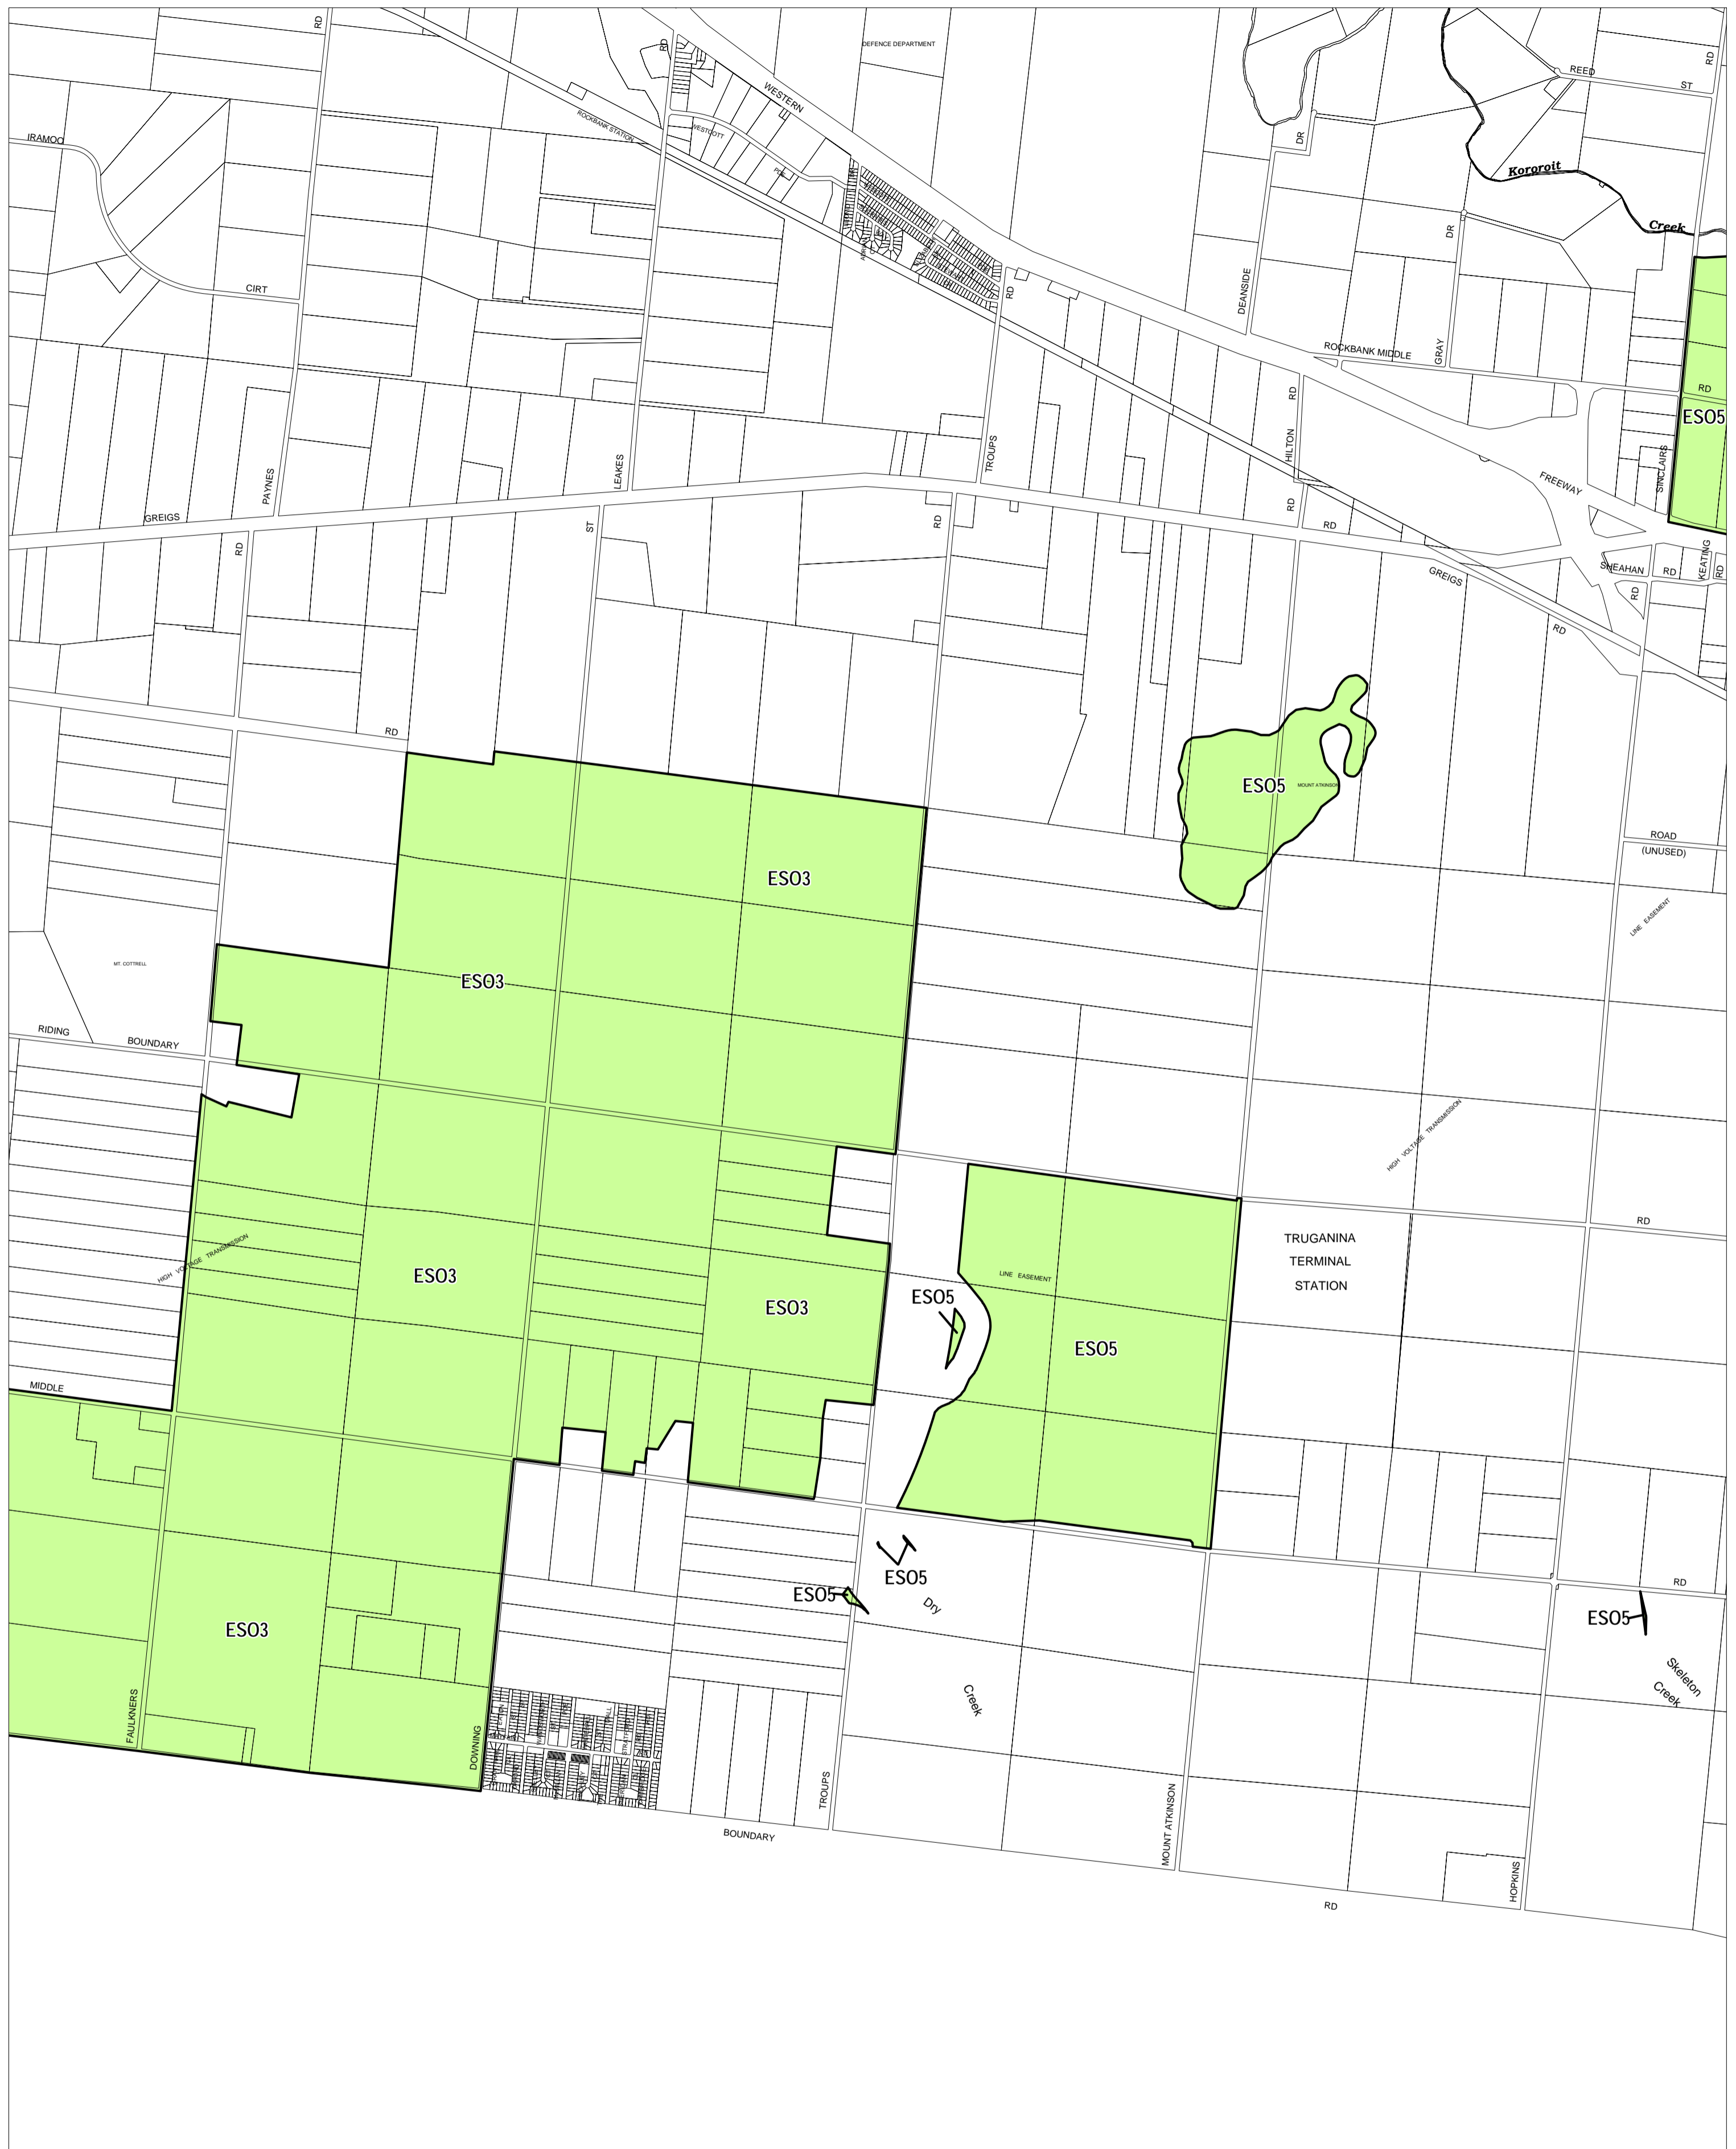 RD
RD
DEFENCE DEPARTMENT
RD
REED
ST
WESTERN
ROCKBANK STATION
WESTCOTT
PDE
IRAMOO
DR
Kororoit
Creek
DR
CIRT
RD
DEANSIDE
ROCKBANK MIDDLE
GRAY
RD
RD
ESO5
PAYNES
LEAKES
TROUPS
HILTON
SINCLAIRS
FREEWAY
GREIGS
RD
ST
RD
RD
RD
SHEAHAN
RD
KEATING
RD
GREIGS
RD
RD
RD
ESO5
MOUNT ATKINSON
ROAD
(UNUSED)
ESO3
LINE EASEMENT
MT. COTTRELL
ESO3
RIDING
BOUNDARY
HIGH VOLTAGE TRANSMISSION
RD
HIGH VOLTAGE TRANSMISSION
TRUGANINA
TERMINAL
STATION
LINE EASEMENT
ESO3
ESO5
ESO3
ESO5
MIDDLE
ESO5
ESO5
Dry
RD
ESO5
ESO3
Skeleton
Creek
Creek
FAULKNERS
DOWNING
TROUPS
MOUNT ATKINSON
BOUNDARY
HOPKINS
RD